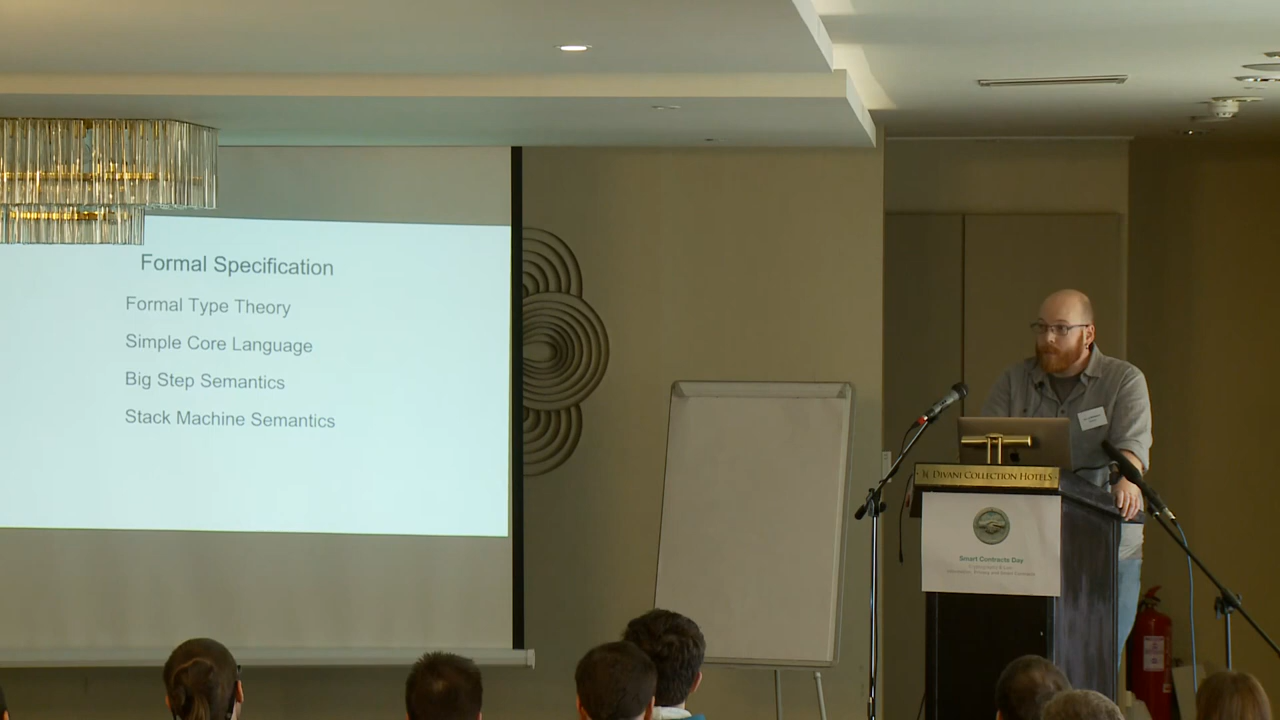 Formal Specification
Formal Type Theory
Simple Core Language
Big Step Semantics
Stack Machine Semantics
DIVANI COLLECTION HOTELS
Smart Contracts Day